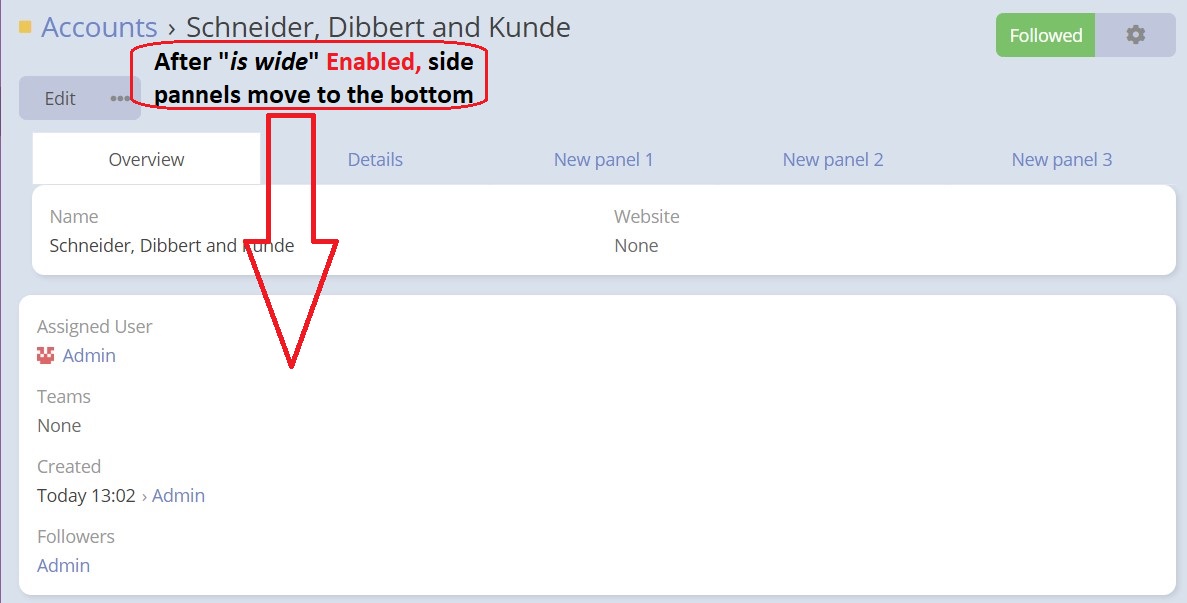 Accounts › Schneider, Dibbert and Kunde
Followed
After "is wide" Enabled, side
pannels move to the bottom
Edit
Overview Details New panel 1 New panel 2 New panel 3
Name Website
Schneider, Dibbert and Kunde None
Assigned User
Admin
Teams
None
Created
Today 13:02 › Admin
Followers
Admin